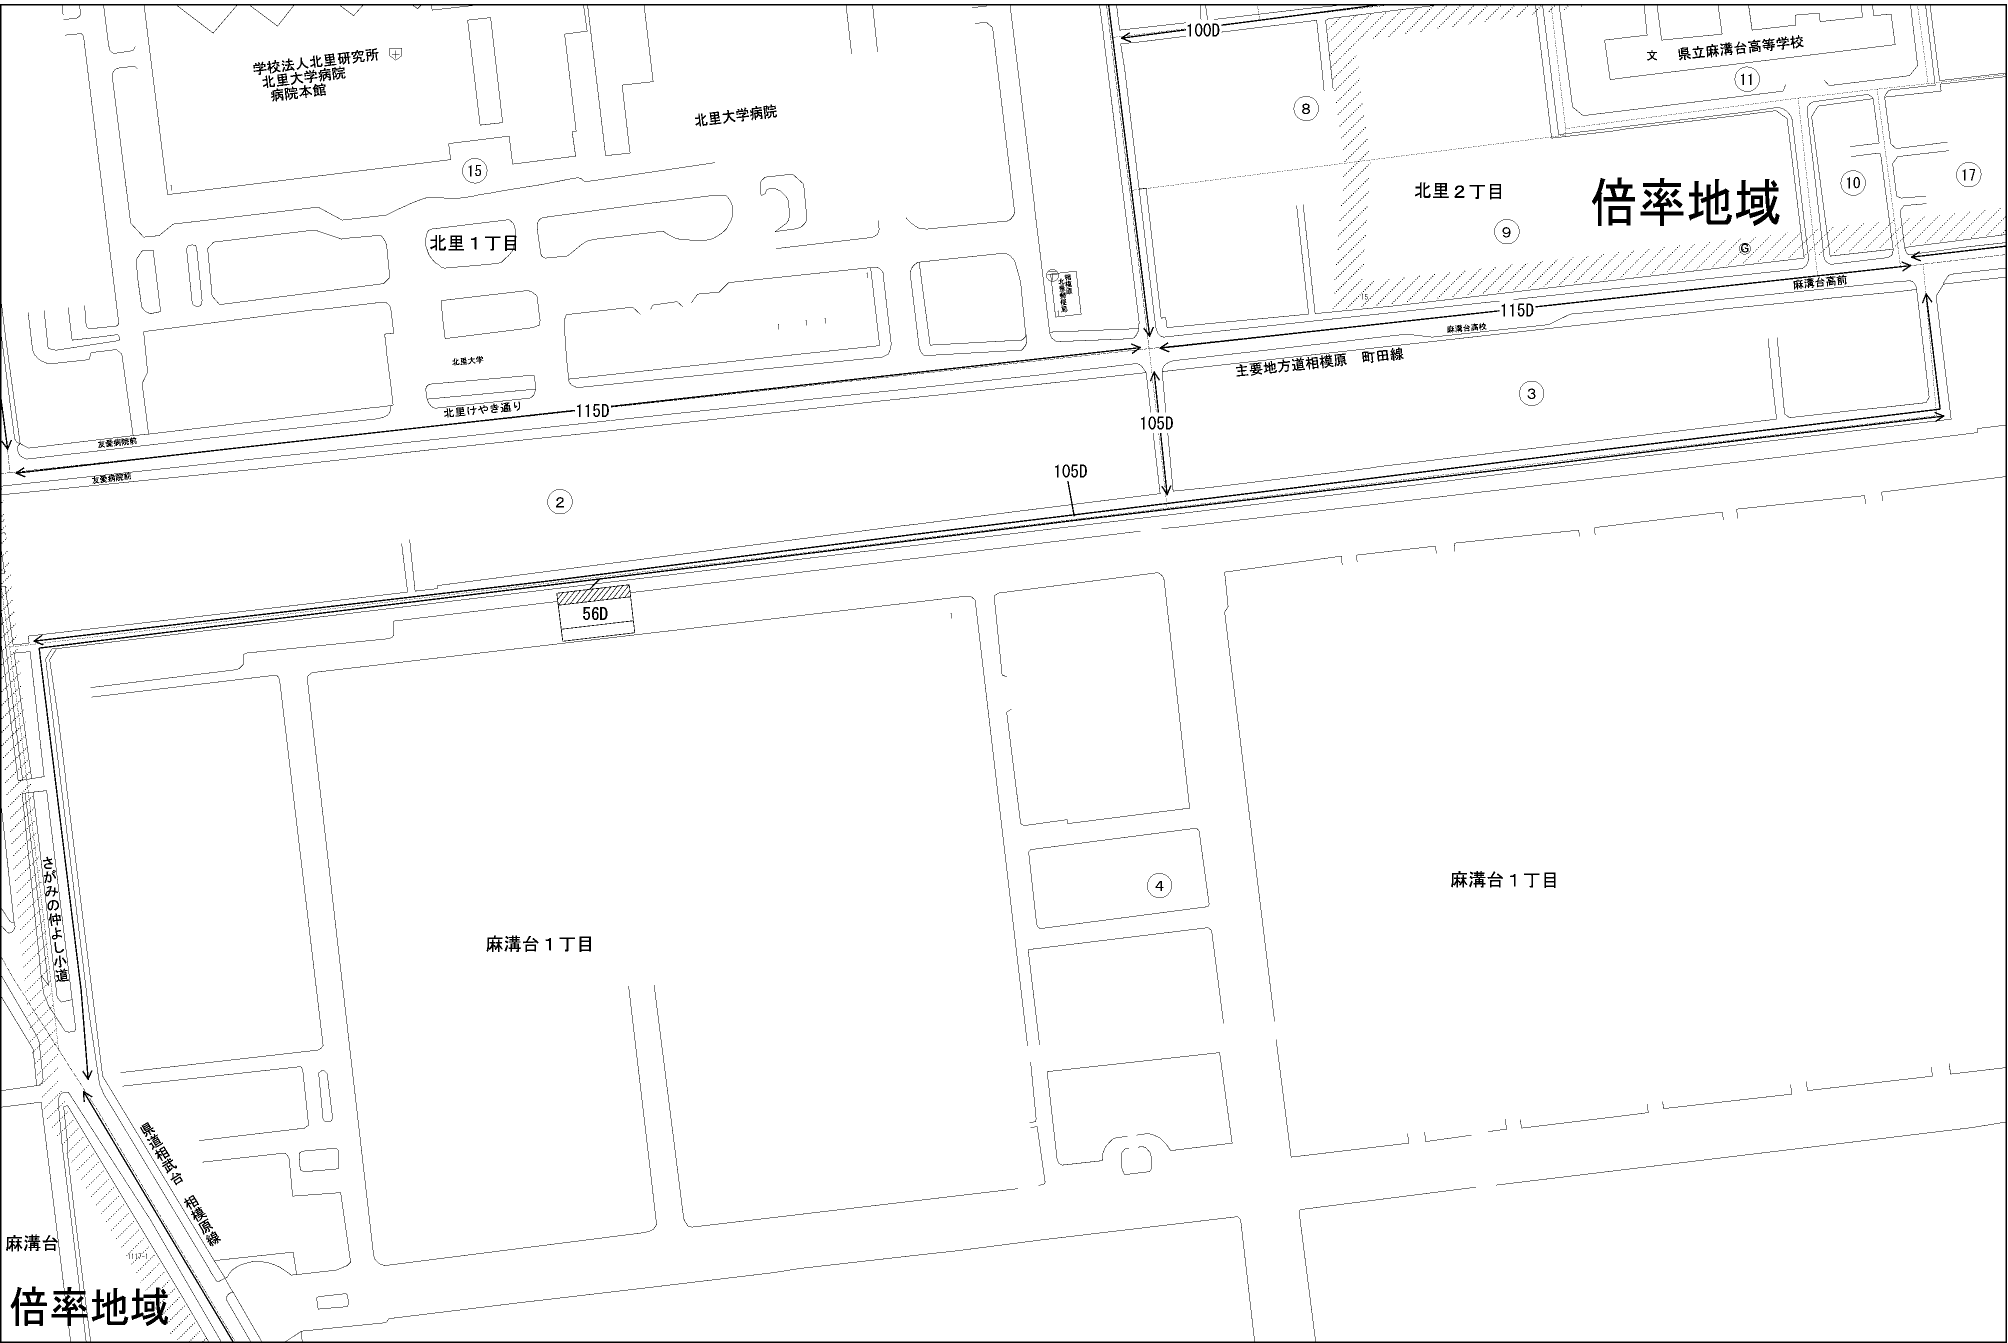 100D
学校法人北里研究所
北里大学病院
病院本館
文 県立麻溝台高等学校
11
8
北里大学病院
15
北里２丁目
倍率地域
10
17
9
G
北里１丁目
15
麻溝台高前
115D
麻溝台高校
主要地方道相模原 町田線
北里大学
3
北里けやき通り
115D
105D
友愛病院前
友愛病院前
105D
2
56D
さがみの仲よし小道
4
麻溝台１丁目
麻溝台１丁目
県道相武台 相模原線
麻溝台
1117-1
倍率地域